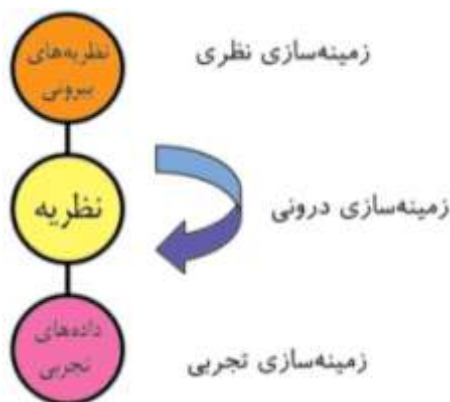 زمینه‌سازی نظری
نظریه‌های
بیرونی
نظریه
زمینه‌سازی درونی
داده‌های
تجربی
زمینه‌سازی تجربی